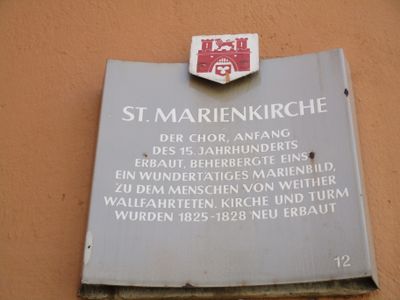 ST. MARIENKIRCHE
DER CHOR, ANFANG
DES 15. JAHRHUNDERTS
ERBAUT, BEHERBERGTE EINST
EIN WUNDERTÄTIGES MARIENBILD,
ZU DEM MENSCHEN VON WEITHER
WALLFAHRTETEN. KIRCHE UND TURM
WURDEN 1825-1828 NEU ERBAUT
12